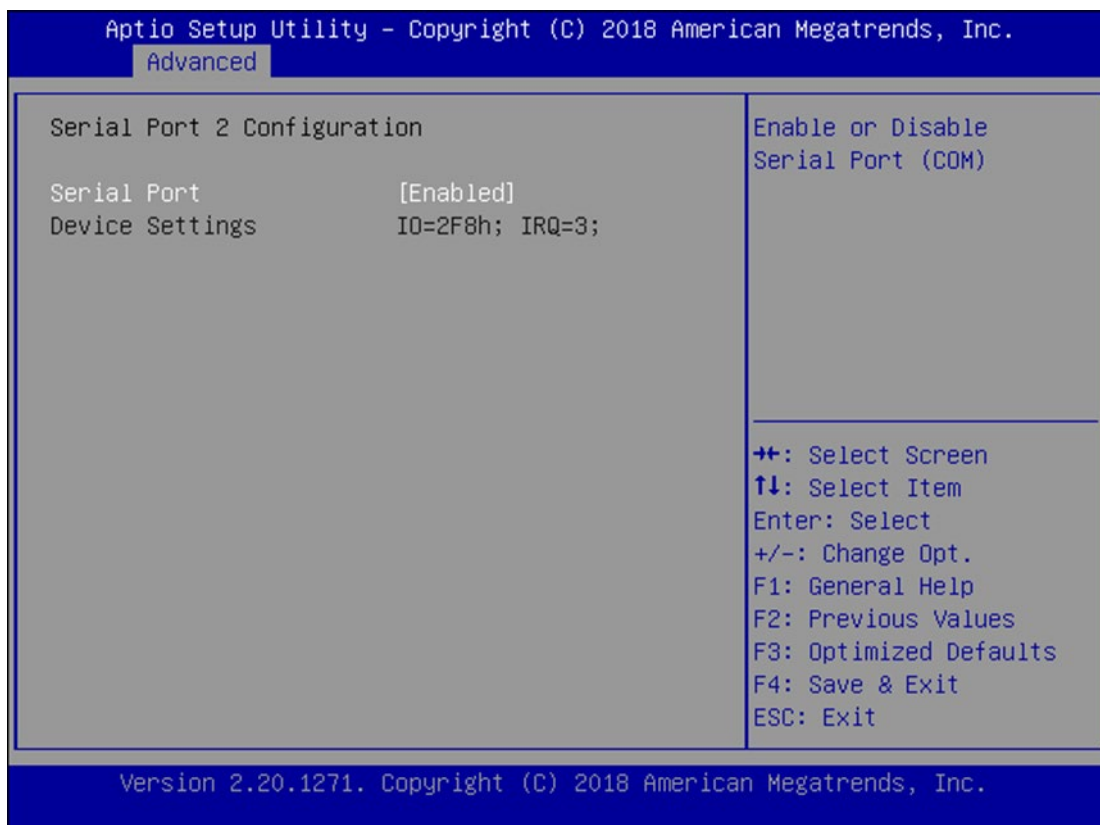 Aptio Setup Utility – Copyright (C) 2018 American Megatrends, Inc.
Advanced
Serial Port 2 Configuration
Serial Port [Enabled]
Device Settings IO=2F8h; IRQ=3;
Enable or Disable
Serial Port (COM)
→←: Select Screen
↑↓: Select Item
Enter: Select
+/-: Change Opt.
F1: General Help
F2: Previous Values
F3: Optimized Defaults
F4: Save & Exit
ESC: Exit
Version 2.20.1271. Copyright (C) 2018 American Megatrends, Inc.